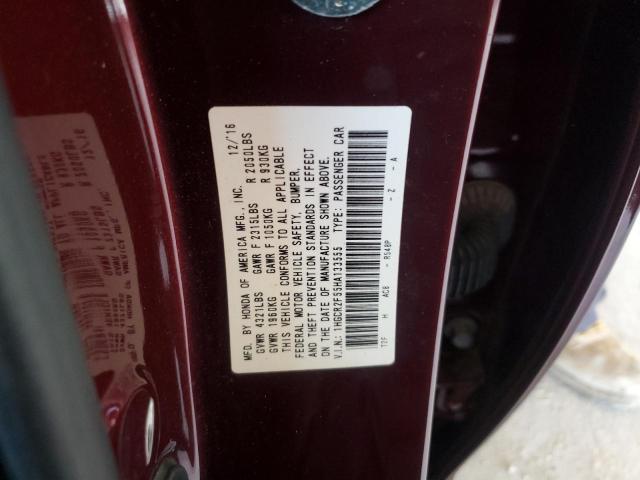 MFD. BY HONDA OF AMERICA MFG., INC. 12/'16
GVWR 4321LBS GAWR F 2315LBS R 2050LBS
GVWR 1960KG GAWR F 1050KG R 930KG
THIS VEHICLE CONFORMS TO ALL APPLICABLE
FEDERAL MOTOR VEHICLE SAFETY, BUMPER,
AND THEFT PREVENTION STANDARDS IN EFFECT
ON THE DATE OF MANUFACTURE SHOWN ABOVE.
V.I.N.: 1HGCR2F59HA133555 TYPE: PASSENGER CAR
T2F H AC8 R548P - Z - A